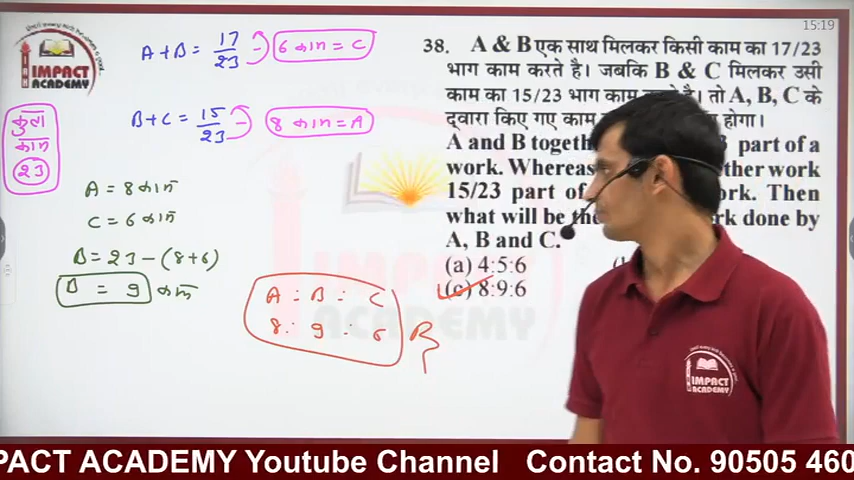 15:19
IMPACT
ACADEMY
A + B = 17/23 6 काम = C
B + C = 15/23 8 काम = A
कुल
काम
23
A = 8 काम
C = 6 काम
B = 23 - (8+6)
B = 9 काम
A : B : C
8 : 9 : 6
38. A & B एक साथ मिलकर किसी काम का 17/23
भाग काम करते है। जबकि B & C मिलकर उसी
काम का 15/23 भाग काम है। तो A, B, C के
द्वारा किए गए काम होगा।
A and B togeth part of a
work. Whereas ther work
15/23 part of ork. Then
what will be the rk done by
A, B and C.
(a) 4:5:6
(c) 8:9:6
IMPACT
ACADEMY
IMPACT
ACADEMY
PACT ACADEMY Youtube Channel Contact No. 90505 460